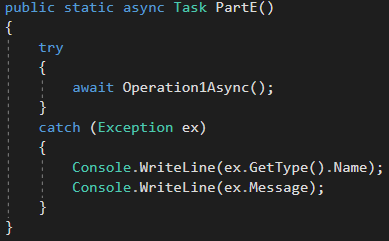 public static async Task PartE()
{
    try
    {
        await Operation1Async();
    }
    catch (Exception ex)
    {
        Console.WriteLine(ex.GetType().Name);
        Console.WriteLine(ex.Message);
    }
}